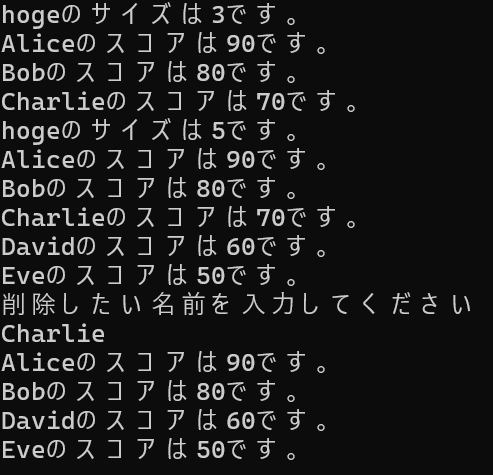 hogeのサイズは3です。
Aliceのスコアは90です。
Bobのスコアは80です。
Charlieのスコアは70です。
hogeのサイズは5です。
Aliceのスコアは90です。
Bobのスコアは80です。
Charlieのスコアは70です。
Davidのスコアは60です。
Eveのスコアは50です。
削除したい名前を入力してください
Charlie
Aliceのスコアは90です。
Bobのスコアは80です。
Davidのスコアは60です。
Eveのスコアは50です。